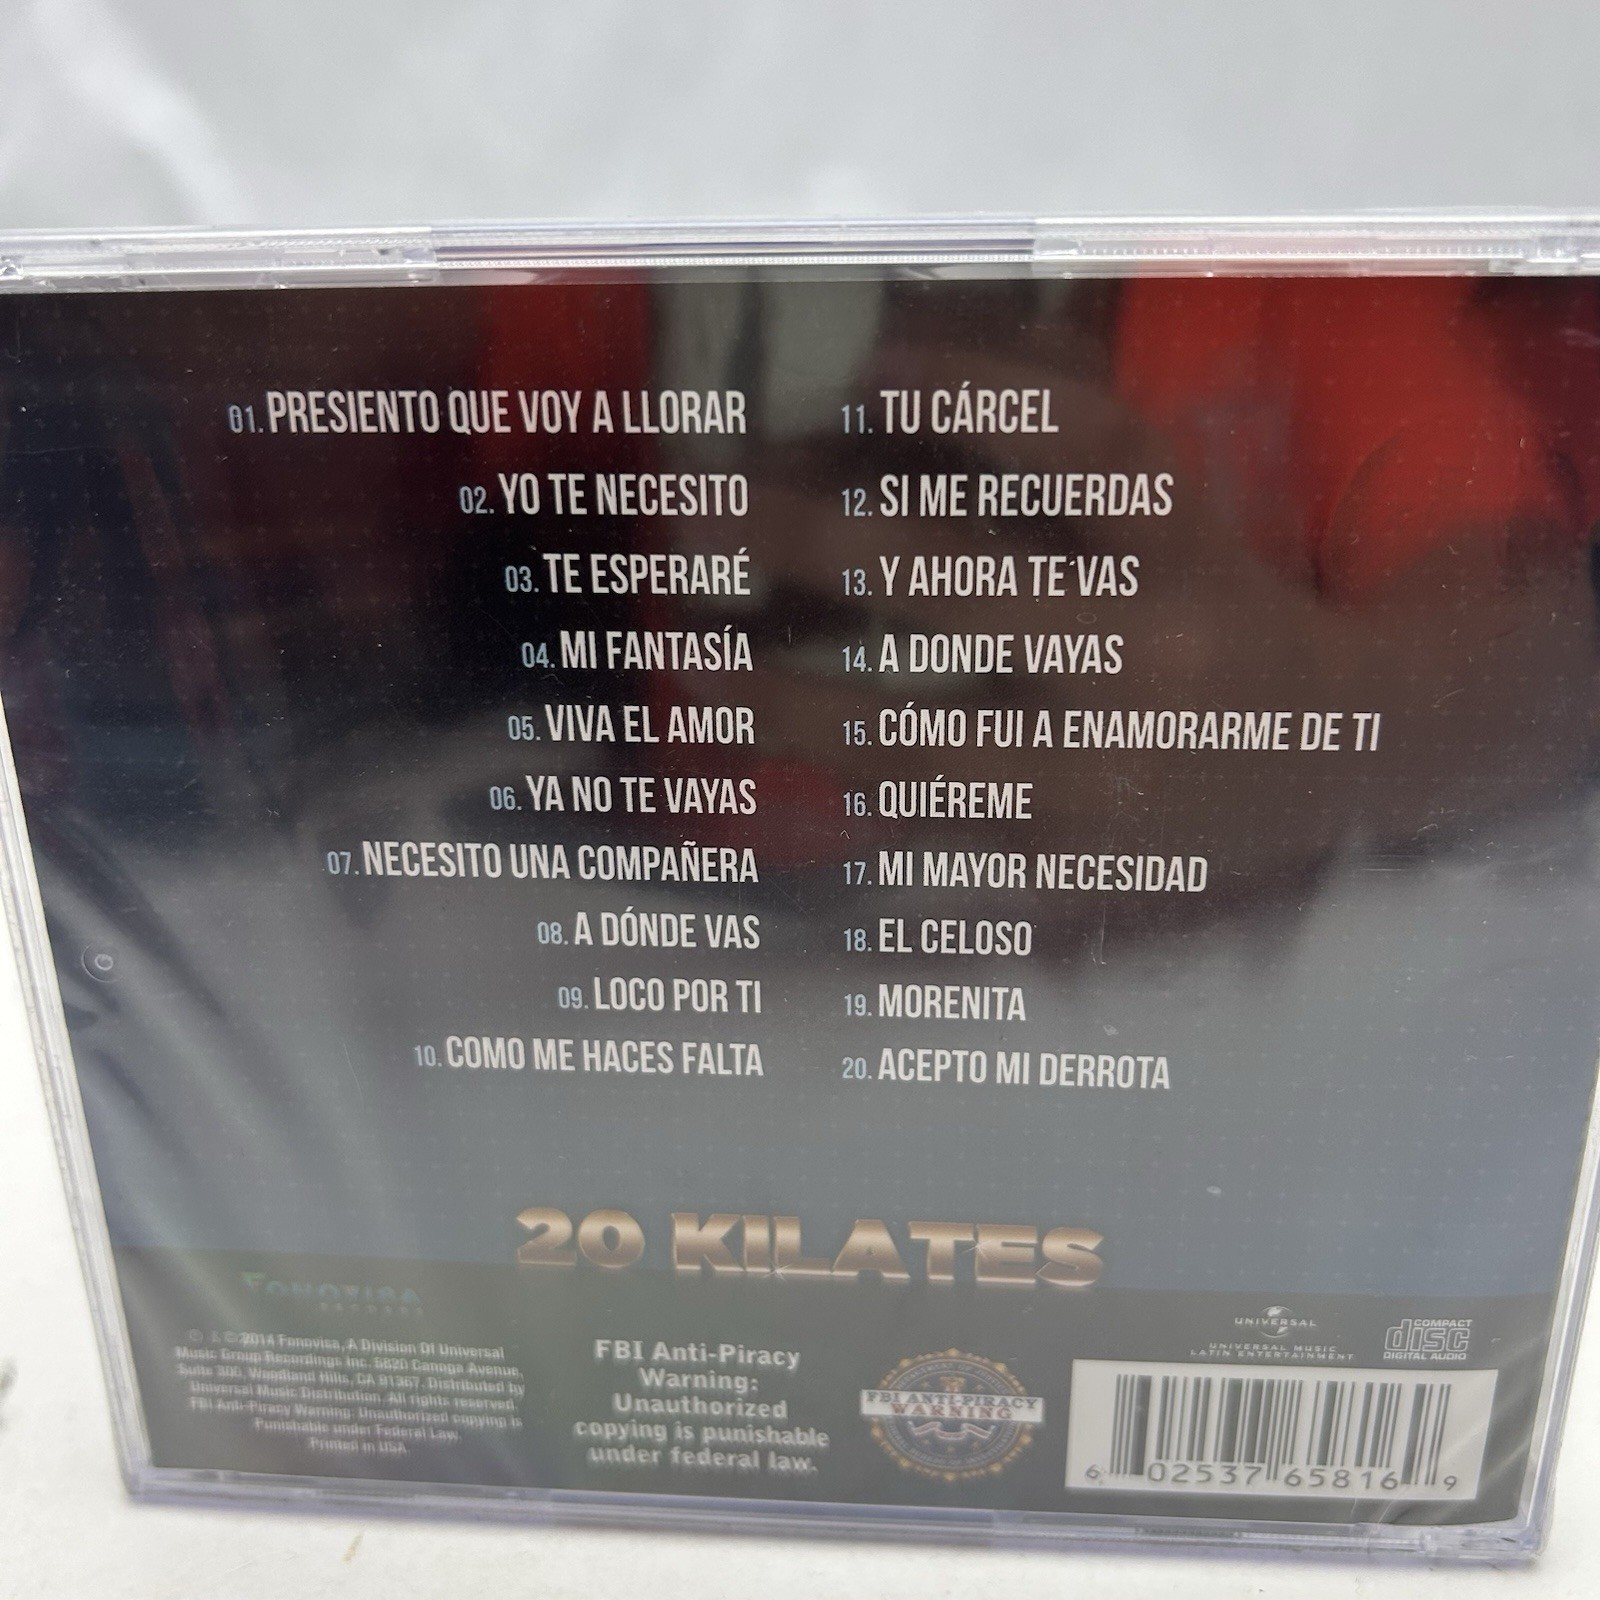 01. PRESIENTO QUE VOY A LLORAR
02. YO TE NECESITO
03. TE ESPERARÉ
04. MI FANTASÍA
05. VIVA EL AMOR
06. YA NO TE VAYAS
07. NECESITO UNA COMPAÑERA
08. A DÓNDE VAS
09. LOCO POR TI
10. COMO ME HACES FALTA
11. TU CÁRCEL
12. SI ME RECUERDAS
13. Y AHORA TE VAS
14. A DONDE VAYAS
15. CÓMO FUI A ENAMORARME DE TI
16. QUIÉREME
17. MI MAYOR NECESIDAD
18. EL CELOSO
19. MORENITA
20. ACEPTO MI DERROTA
20 KILATES
FONOVISA
RECORDS
℗ & © 2014 Fonovisa, A Division Of Universal
Music Group Recordings Inc. 5820 Canoga Avenue,
Suite 300, Woodland Hills, CA 91367. Distributed by
Universal Music Distribution. All rights reserved.
FBI Anti-Piracy Warning: Unauthorized copying is
Punishable under Federal Law.
Printed in USA.
FBI Anti-Piracy
Warning:
Unauthorized
copying is punishable
under federal law.
FBI ANTI-PIRACY
WARNING
UNIVERSAL
UNIVERSAL MUSIC
LATIN ENTERTAINMENT
COMPACT
disc
DIGITAL AUDIO
6 02537 65816 9